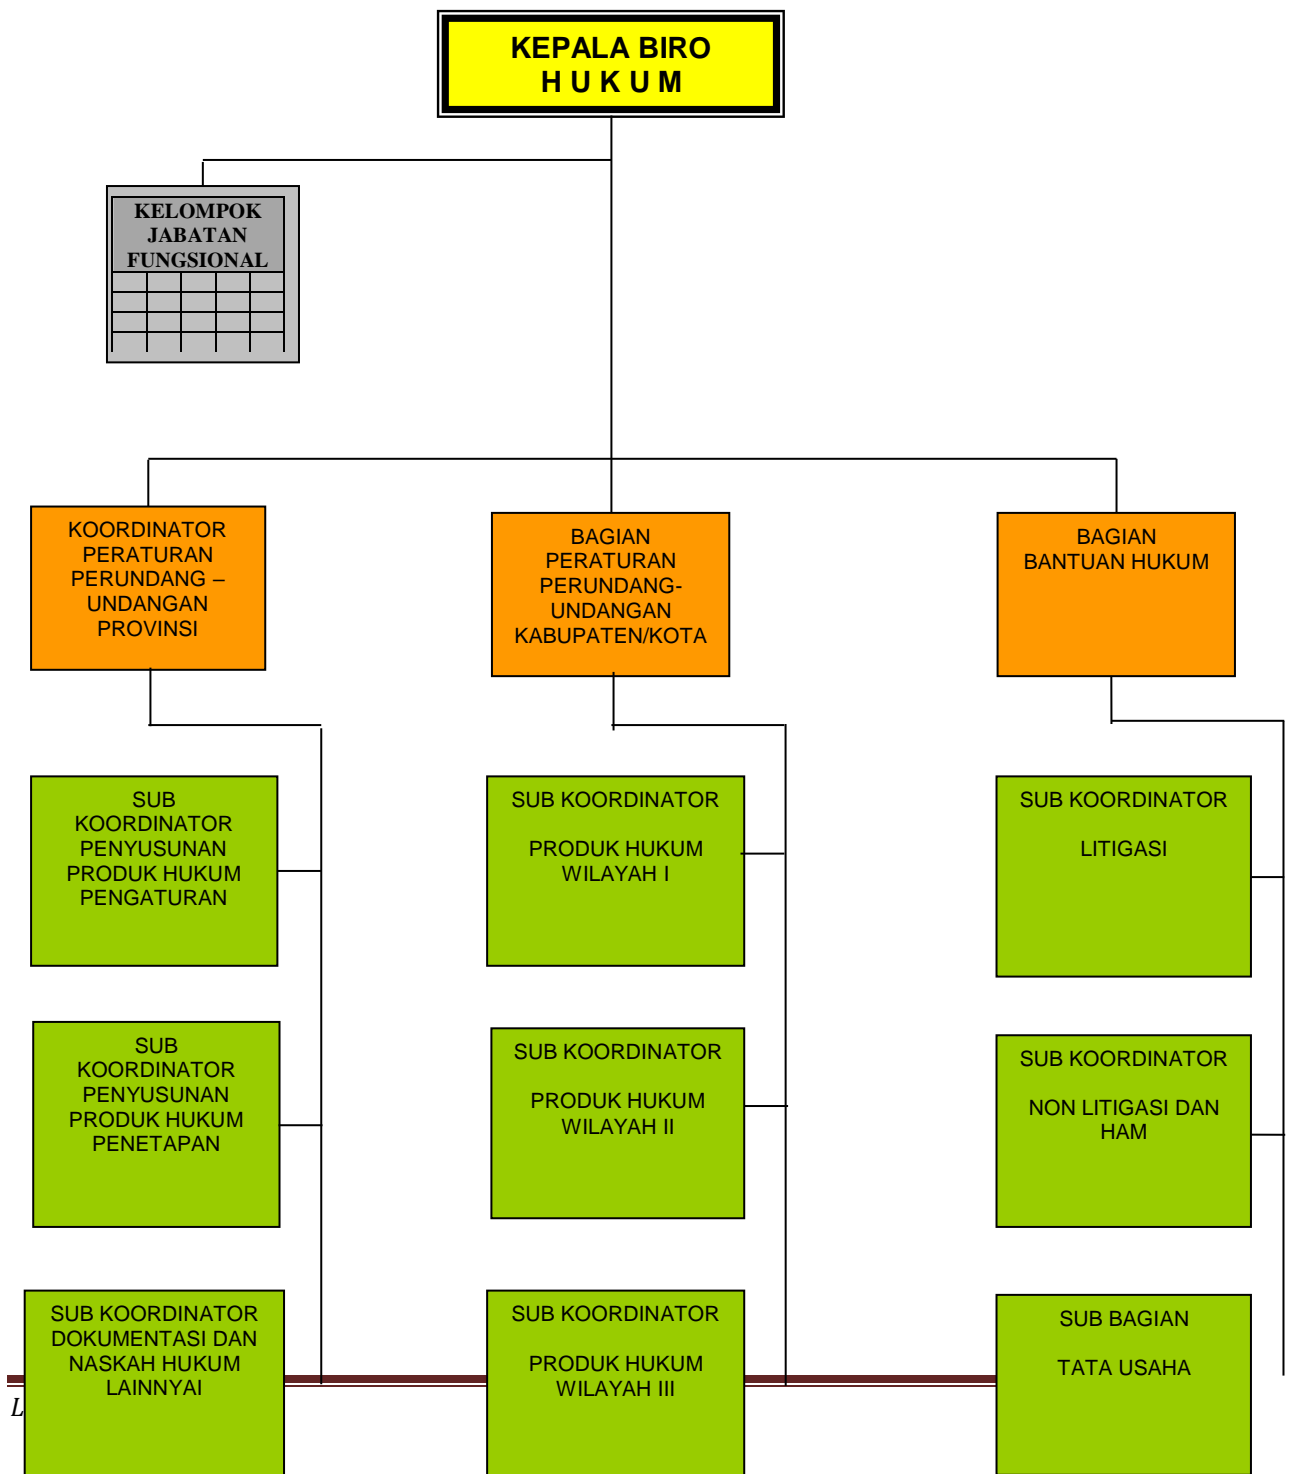 KEPALA BIRO
H U K U M
KELOMPOK
JABATAN
FUNGSIONAL
KOORDINATOR
PERATURAN
PERUNDANG –
UNDANGAN
PROVINSI
BAGIAN
PERATURAN
PERUNDANG-
UNDANGAN
KABUPATEN/KOTA
BAGIAN
BANTUAN HUKUM
SUB
KOORDINATOR
PENYUSUNAN
PRODUK HUKUM
PENGATURAN
SUB KOORDINATOR
PRODUK HUKUM
WILAYAH I
SUB KOORDINATOR
LITIGASI
SUB
KOORDINATOR
PENYUSUNAN
PRODUK HUKUM
PENETAPAN
SUB KOORDINATOR
PRODUK HUKUM
WILAYAH II
SUB KOORDINATOR
NON LITIGASI DAN
HAM
SUB KOORDINATOR
DOKUMENTASI DAN
NASKAH HUKUM
LAINNYAI
SUB KOORDINATOR
PRODUK HUKUM
WILAYAH III
SUB BAGIAN
TATA USAHA